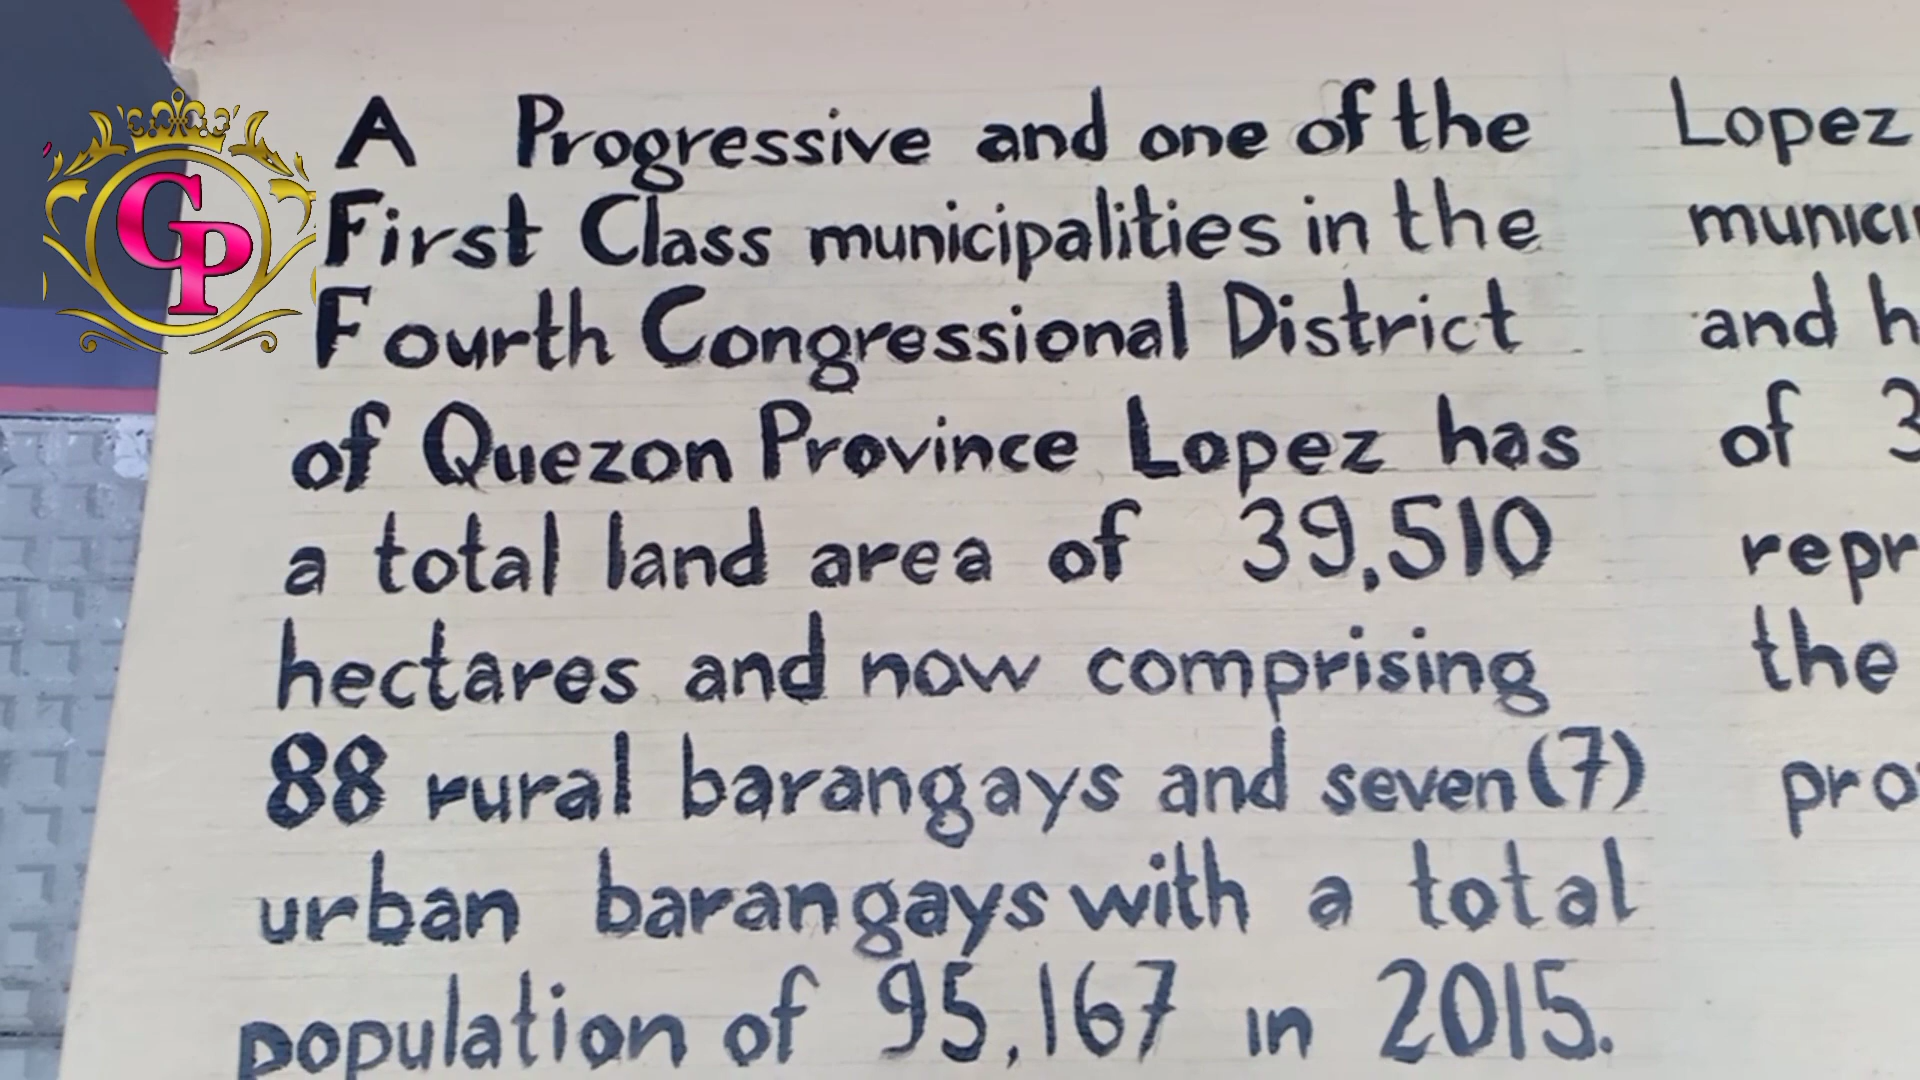 CP
A Progressive and one of the
First Class municipalities in the
Fourth Congressional District
of Quezon Province Lopez has
a total land area of 39,510
hectares and now comprising
88 rural barangays and seven (7)
urban barangays with a total
population of 95,167 in 2015.
Lopez
and
of
the